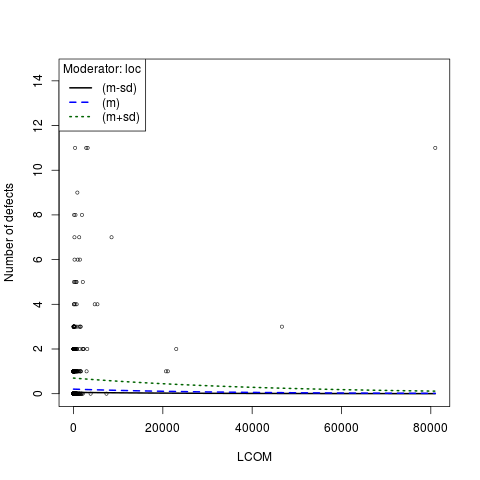 Moderator: loc
(m-sd)
(m)
(m+sd)
14
12
10
8
6
4
2
0
Number of defects
0 20000 40000 60000 80000
LCOM